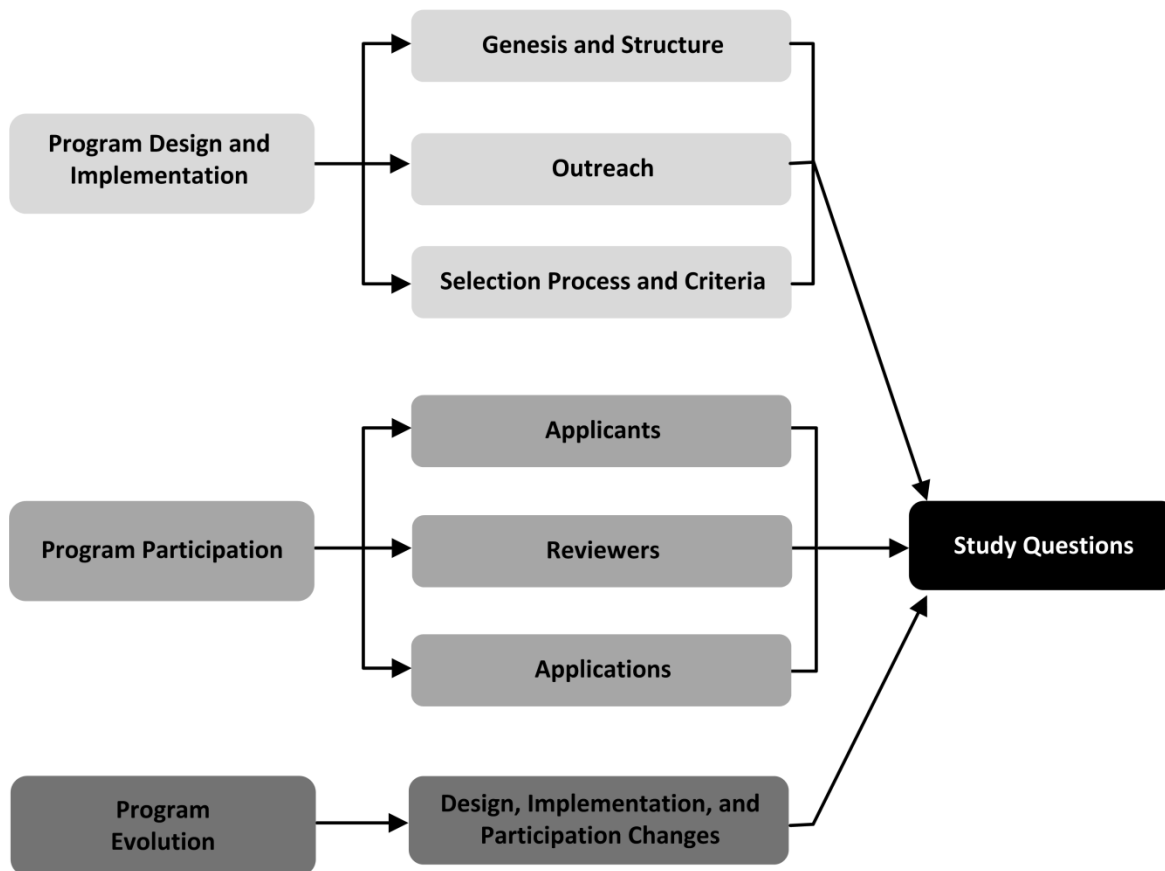 Genesis and Structure
Program Design and
Implementation
Outreach
Selection Process and Criteria
Applicants
Program Participation
Reviewers
Study Questions
Applications
Program
Evolution
Design, Implementation, and
Participation Changes